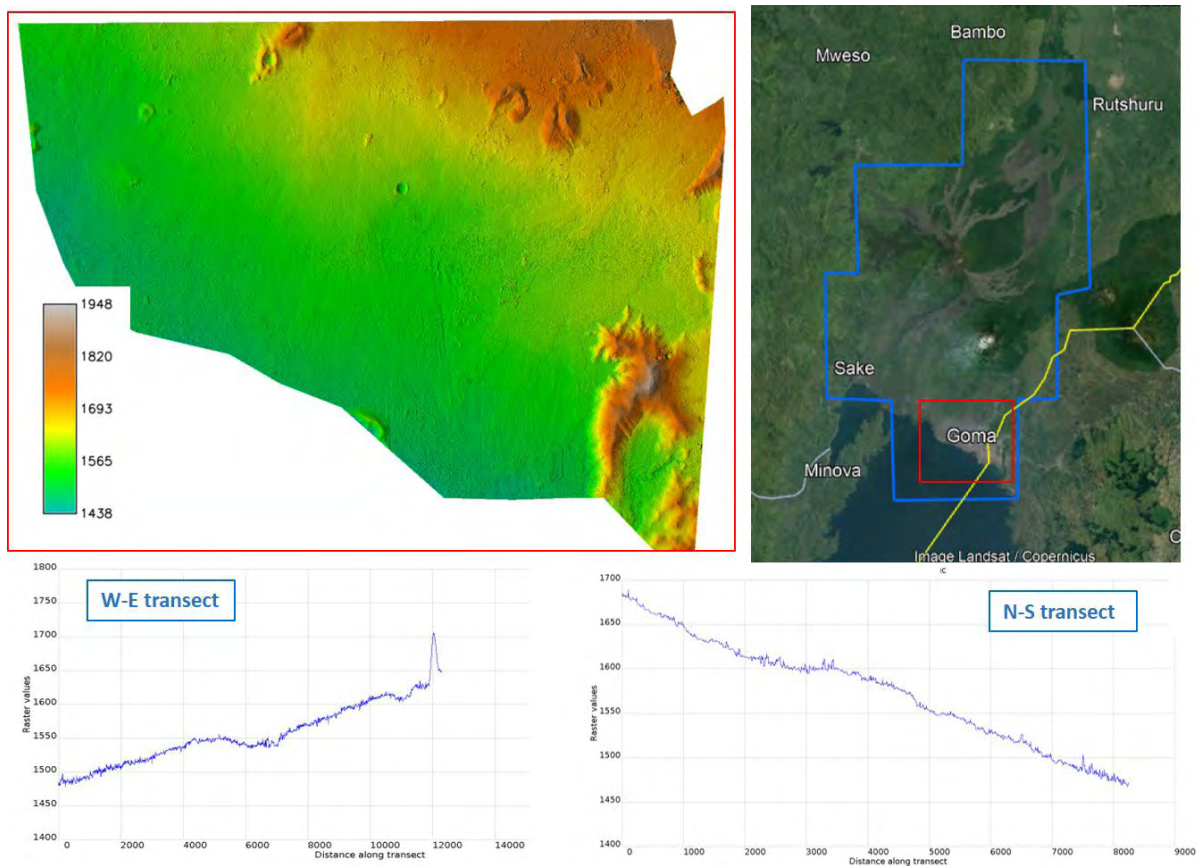 1948
1820
1693
1565
1438
Bambo
Mweso
Rutshuru
Sake
Goma
Minova
Image Landsat / Copernicus
W-E transect
1800
1750
1700
1650
1600
1550
1500
1450
1400
Raster values
0 2000 4000 6000 8000 10000 12000 14000
Distance along transect
N-S transect
1700
1650
1600
1550
1500
1450
1400
Raster values
0 1000 2000 3000 4000 5000 6000 7000 8000 9000
Distance along transect